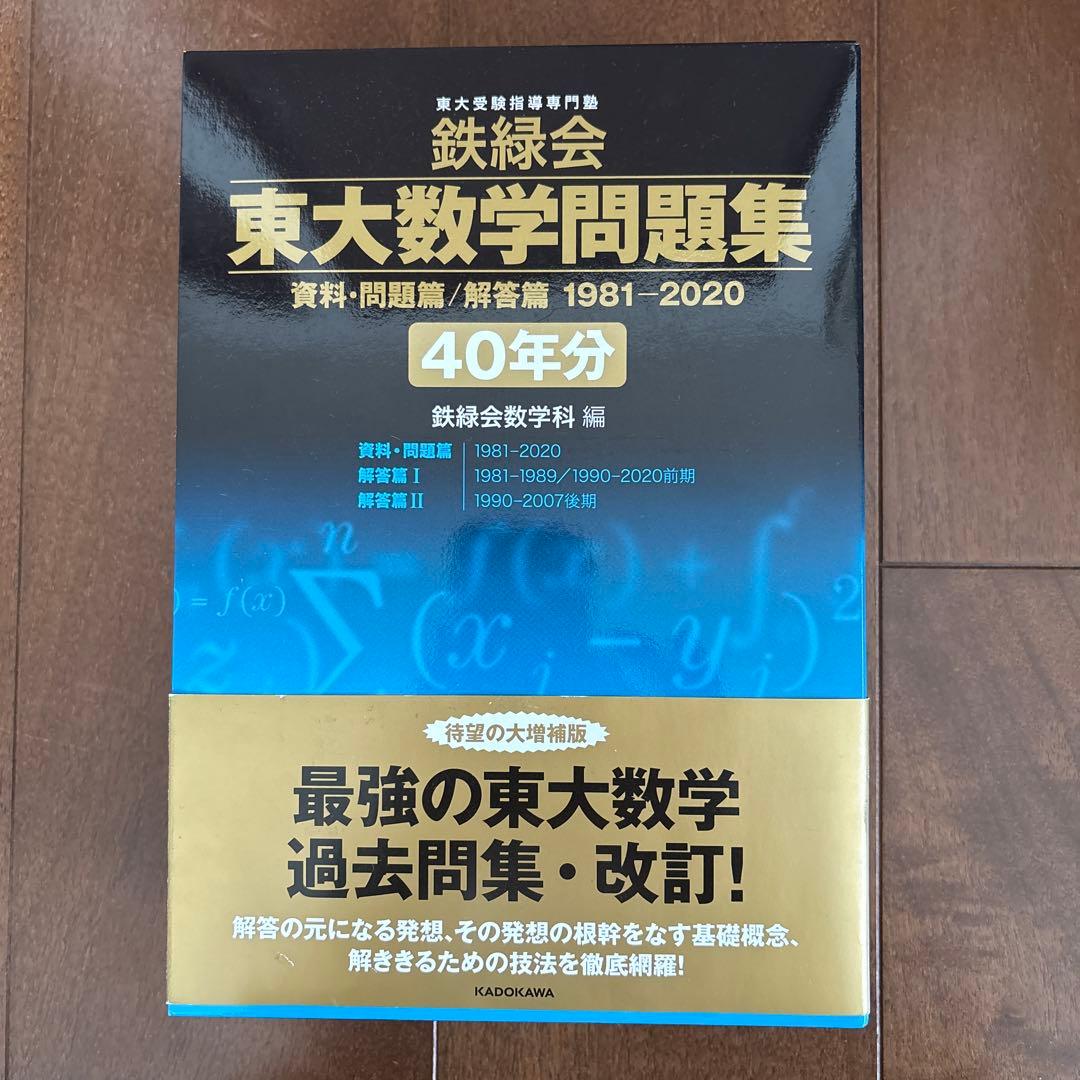 東大受験指導専門塾
鉄緑会
東大数学問題集
資料・問題篇/解答篇 1981-2020
40年分
鉄緑会数学科 編
資料・問題篇 1981-2020
解答篇Ⅰ 1981-1989/1990-2020前期
解答篇Ⅱ 1990-2007後期
n
f( ) + ∫
= f(x)
z
∑ (x j - y j)2
待望の大増補版
最強の東大数学
過去問集・改訂!
解答の元になる発想、その発想の根幹をなす基礎概念、
解ききるための技法を徹底網羅!
KADOKAWA